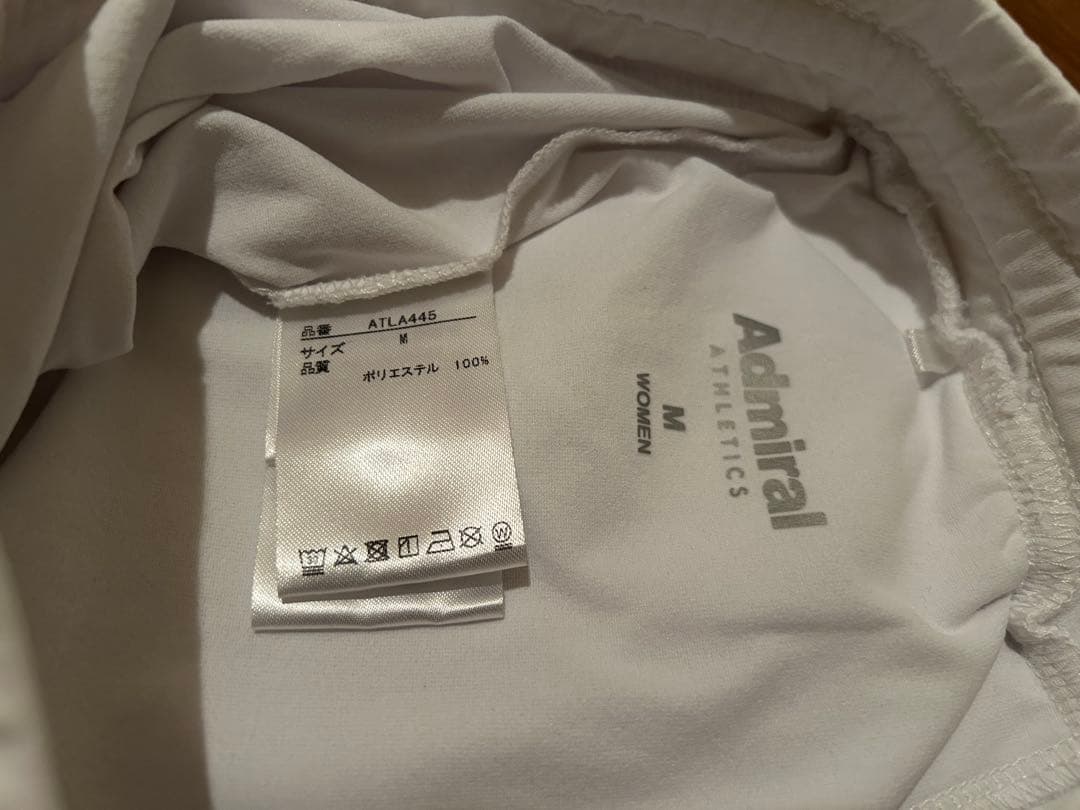 品番 ATLA445
サイズ M
品質 ポリエステル 100%
Admiral
ATHLETICS
M
WOMEN